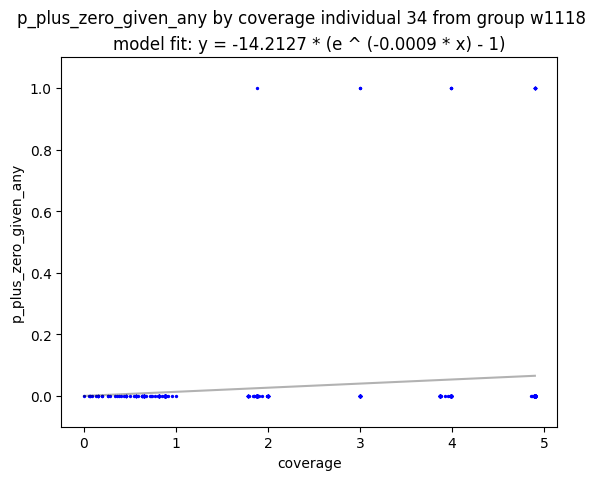 p_plus_zero_given_any by coverage individual 34 from group w1118
model fit: y = -14.2127 * (e ^ (-0.0009 * x) - 1)
p_plus_zero_given_any
1.0
0.8
0.6
0.4
0.2
0.0
0 1 2 3 4 5
coverage